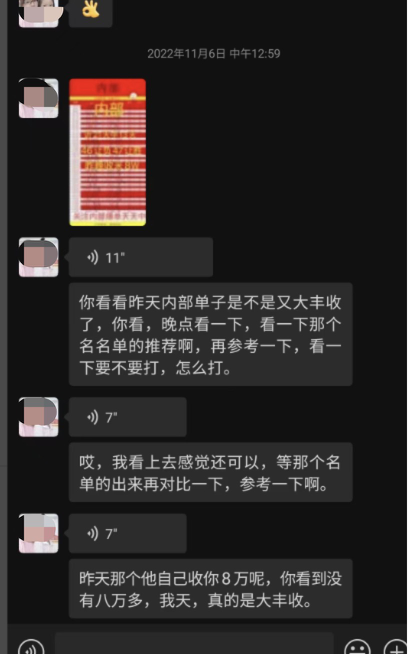 2022年11月6日 中午12:59
内部
内部
11"
你看看昨天内部单子是不是又大丰收
了，你看，晚点看一下，看一下那个
名名单的推荐啊，再参考一下，看一
下要不要打，怎么打。
7"
哎，我看上去感觉还可以，等那个名
单的出来再对比一下，参考一下啊。
7"
昨天那个他自己收你８万呢，你看到没
有八万多，我天，真的是大丰收。